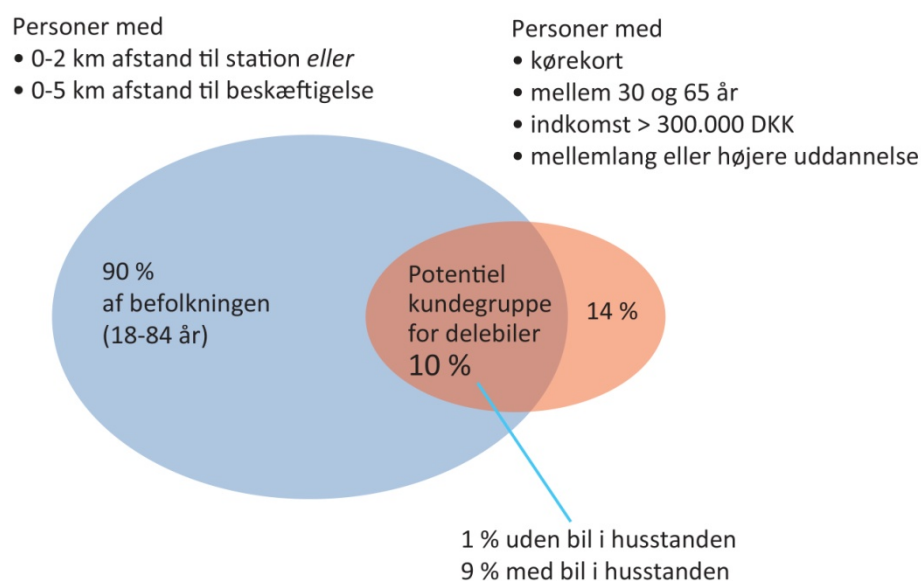 Personer med
• 0-2 km afstand til station eller
• 0-5 km afstand til beskæftigelse
Personer med
• kørekort
• mellem 30 og 65 år
• indkomst > 300.000 DKK
• mellemlang eller højere uddannelse
90 %
af befolkningen
(18-84 år)
Potentiel
kundegruppe
for delebiler
10 %
14 %
1 % uden bil i husstanden
9 % med bil i husstanden